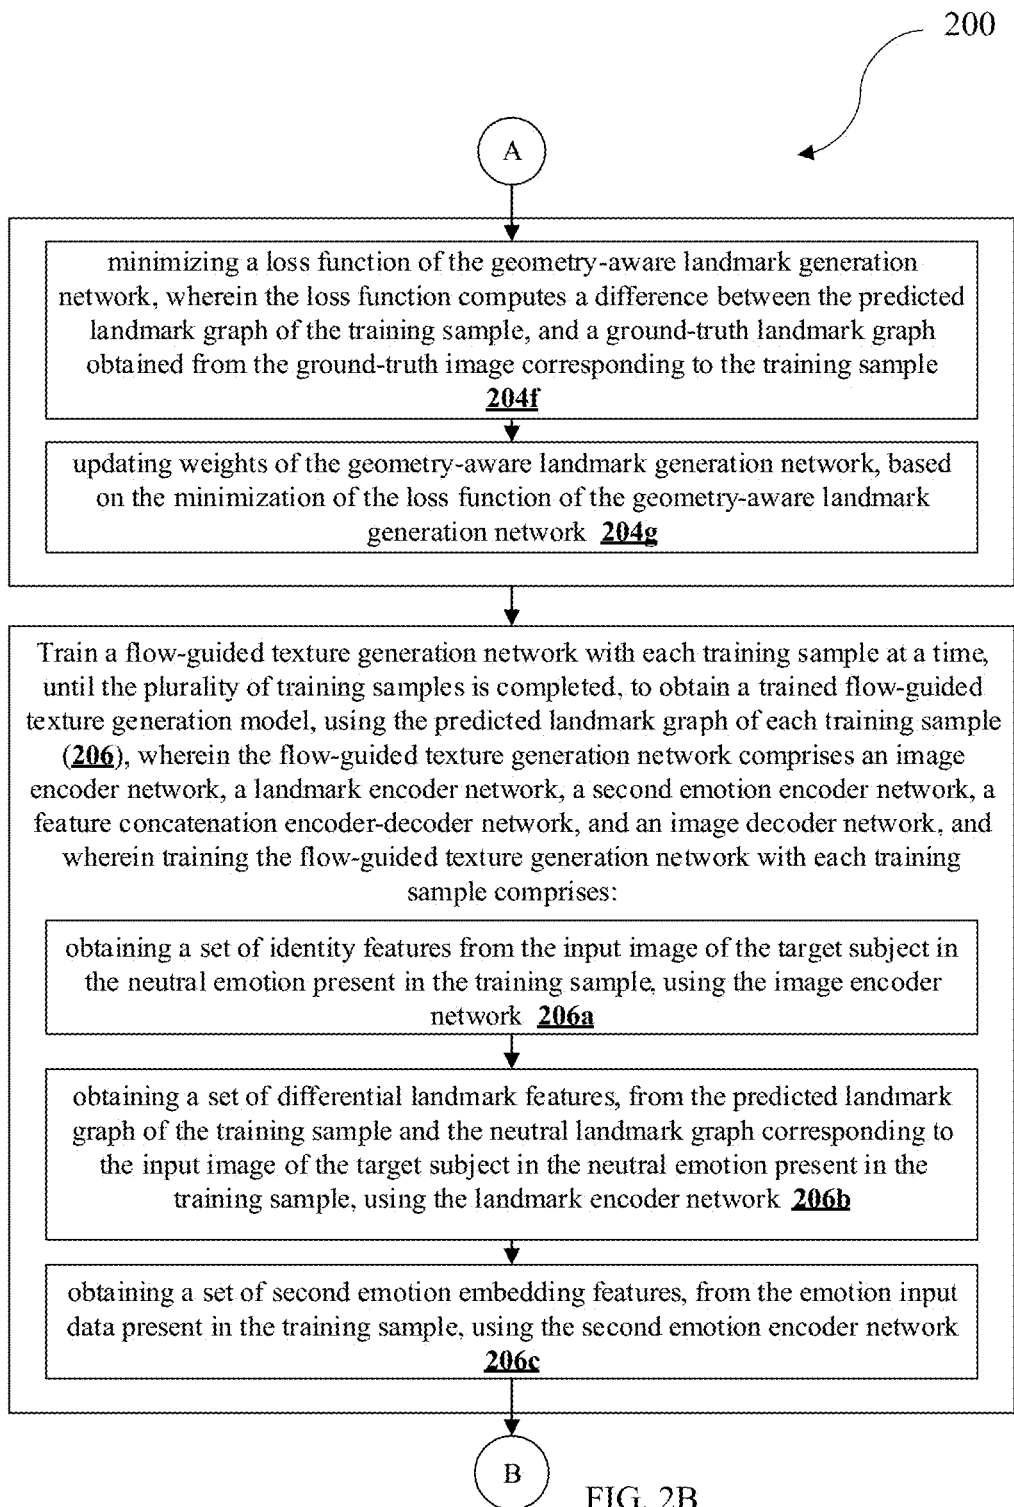 200
A
minimizing a loss function of the geometry-aware landmark generation
network, wherein the loss function computes a difference between the predicted
landmark graph of the training sample, and a ground-truth landmark graph
obtained from the ground-truth image corresponding to the training sample
204f
updating weights of the geometry-aware landmark generation network, based
on the minimization of the loss function of the geometry-aware landmark
generation network 204g
Train a flow-guided texture generation network with each training sample at a time,
until the plurality of training samples is completed, to obtain a trained flow-guided
texture generation model, using the predicted landmark graph of each training sample
(206), wherein the flow-guided texture generation network comprises an image
encoder network, a landmark encoder network, a second emotion encoder network, a
feature concatenation encoder-decoder network, and an image decoder network, and
wherein training the flow-guided texture generation network with each training
sample comprises:
obtaining a set of identity features from the input image of the target subject in
the neutral emotion present in the training sample, using the image encoder
network 206a
obtaining a set of differential landmark features, from the predicted landmark
graph of the training sample and the neutral landmark graph corresponding to
the input image of the target subject in the neutral emotion present in the
training sample, using the landmark encoder network 206b
obtaining a set of second emotion embedding features, from the emotion input
data present in the training sample, using the second emotion encoder network
206c
B
FIG. 2B